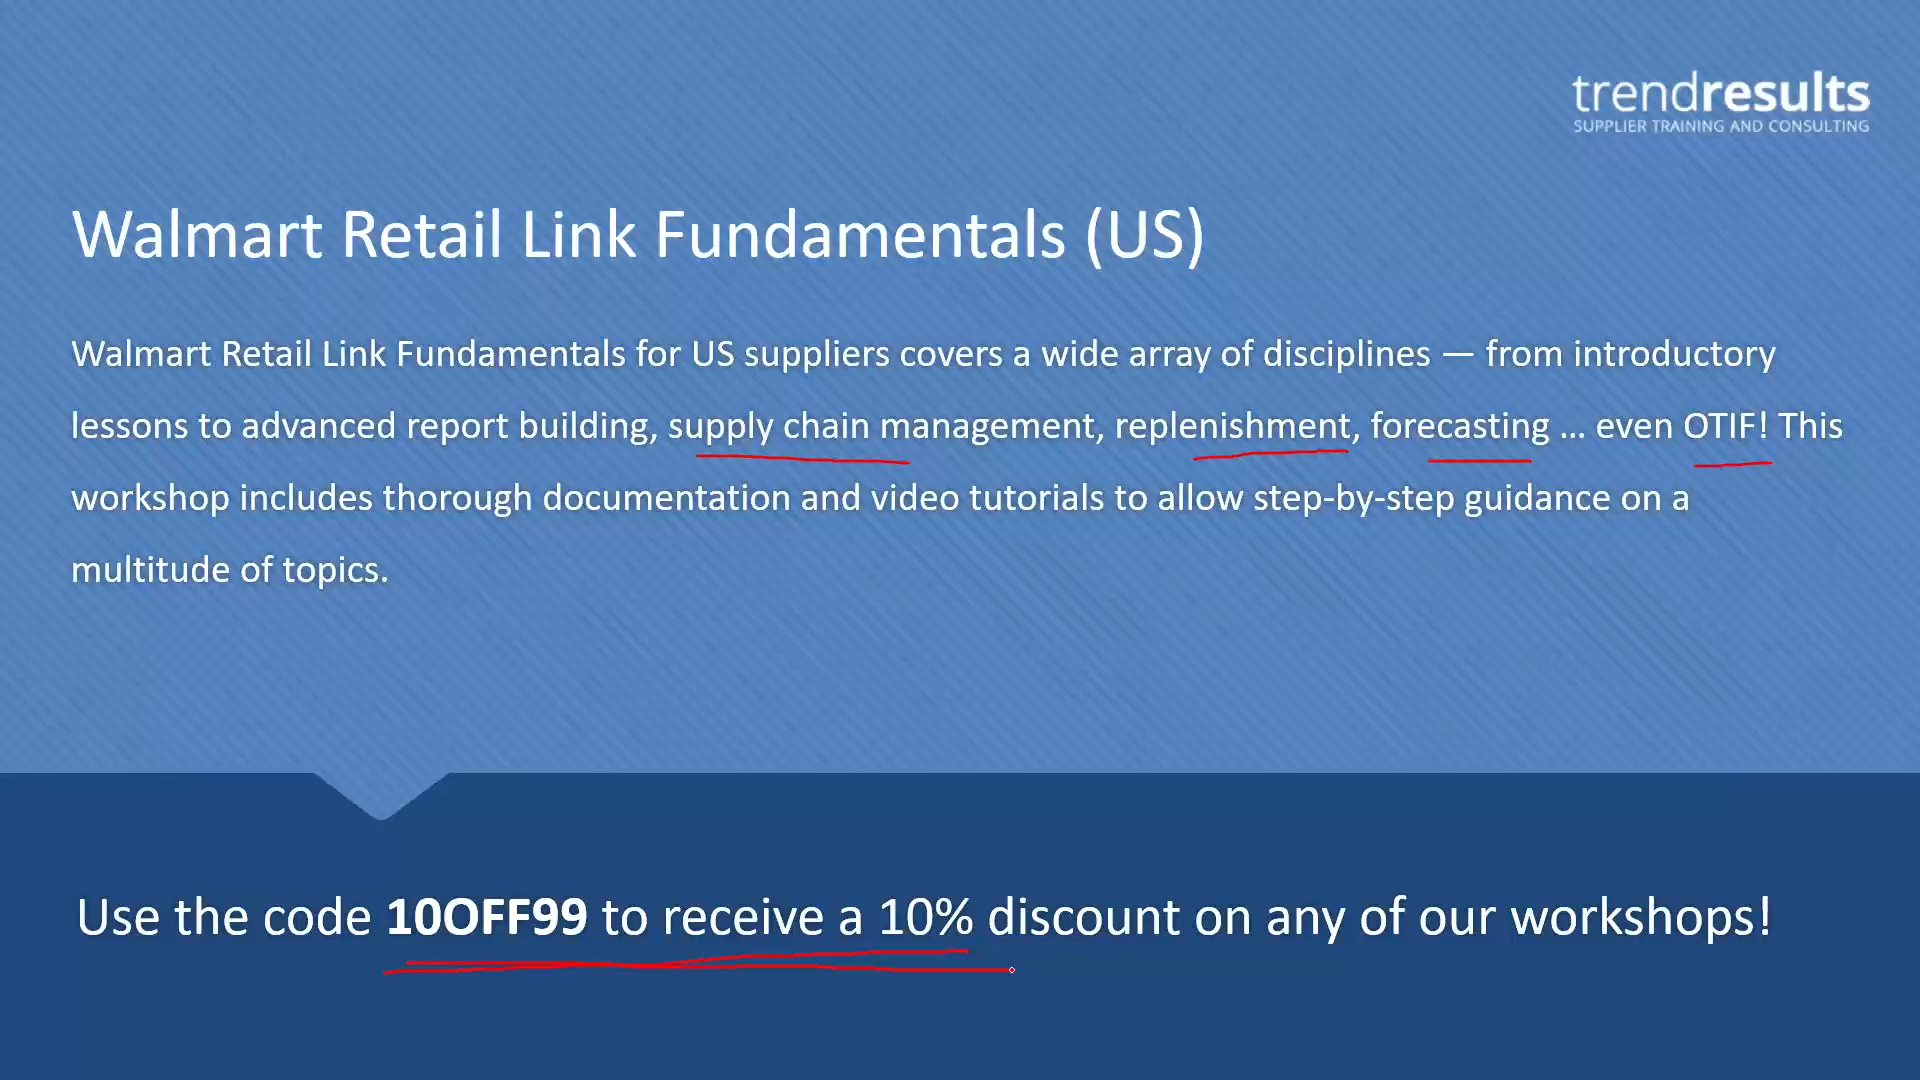 trendresults
SUPPLIER TRAINING AND CONSULTING
Walmart Retail Link Fundamentals (US)
Walmart Retail Link Fundamentals for US suppliers covers a wide array of disciplines — from introductory
lessons to advanced report building, supply chain management, replenishment, forecasting ... even OTIF! This
workshop includes thorough documentation and video tutorials to allow step-by-step guidance on a
multitude of topics.
Use the code 10OFF99 to receive a 10% discount on any of our workshops!